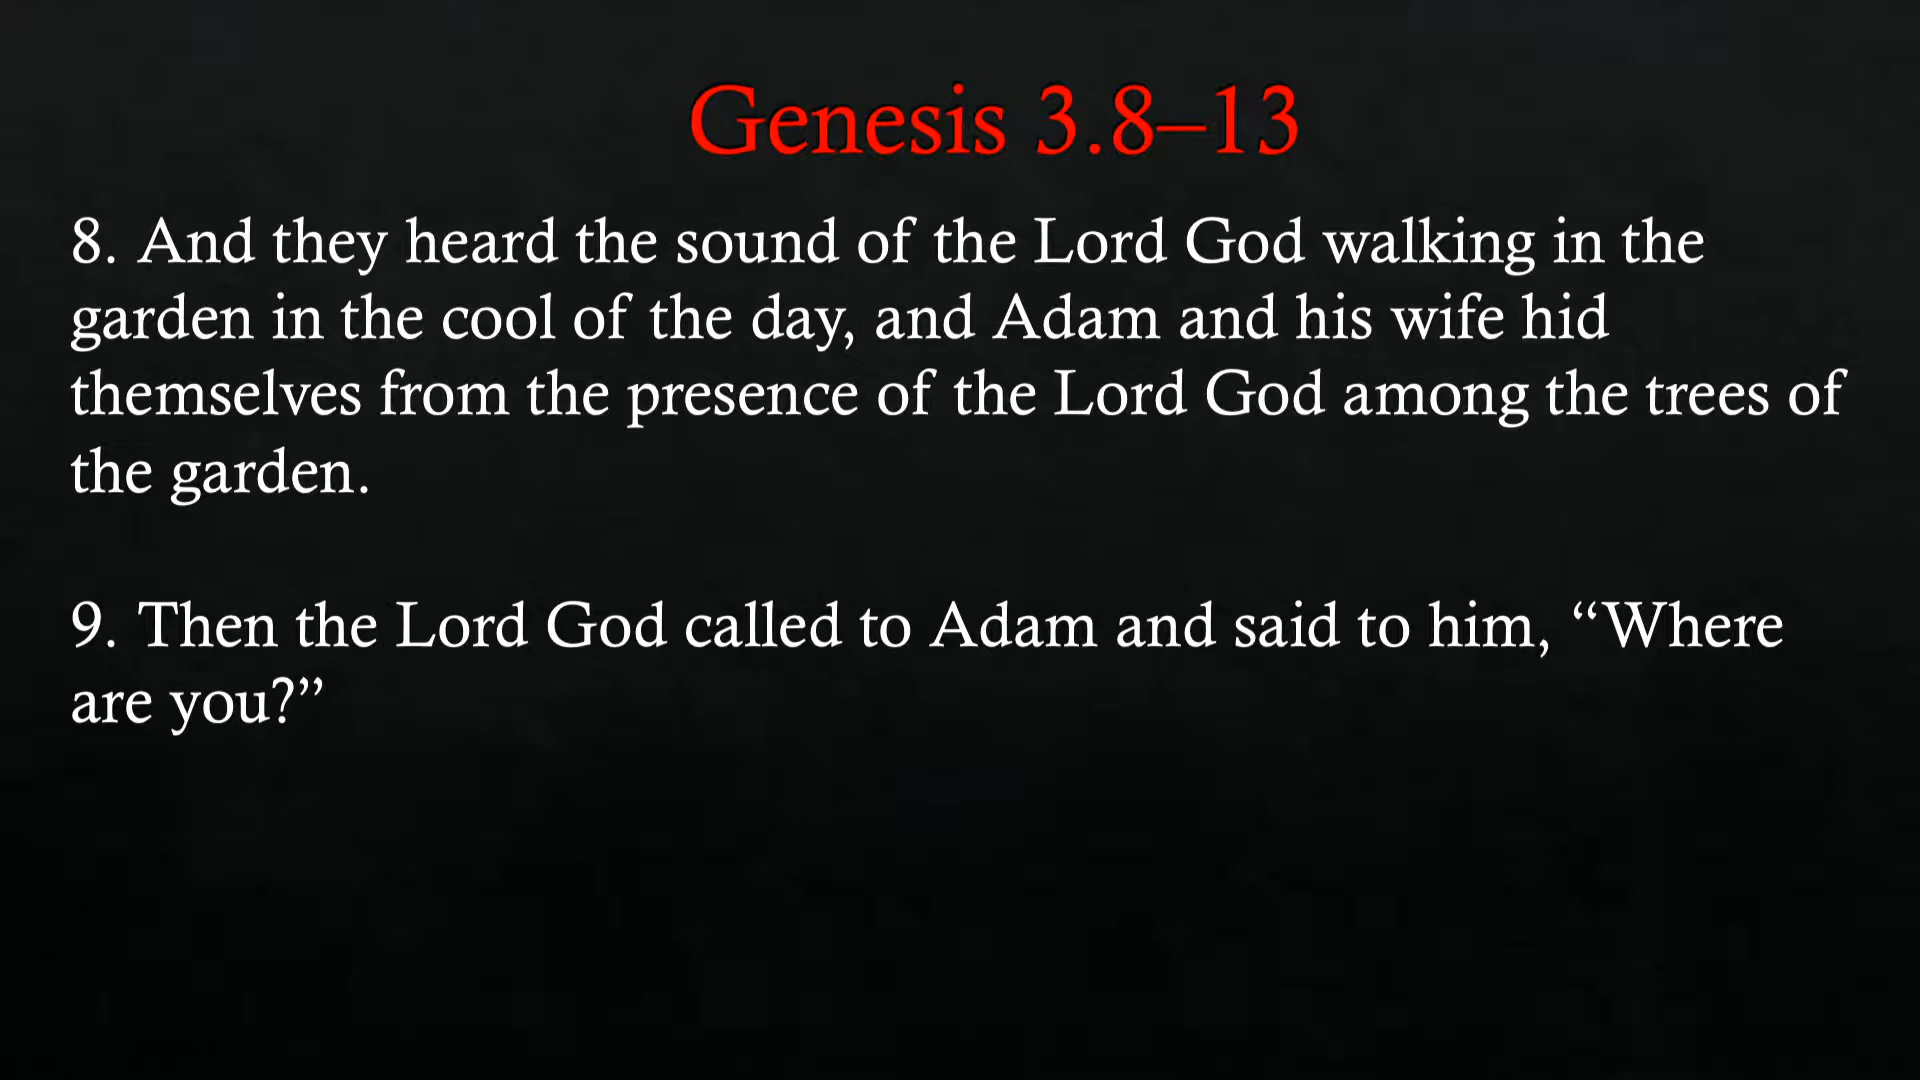 Genesis 3.8–13
8. And they heard the sound of the Lord God walking in the
garden in the cool of the day, and Adam and his wife hid
themselves from the presence of the Lord God among the trees of
the garden.
9. Then the Lord God called to Adam and said to him, “Where
are you?”